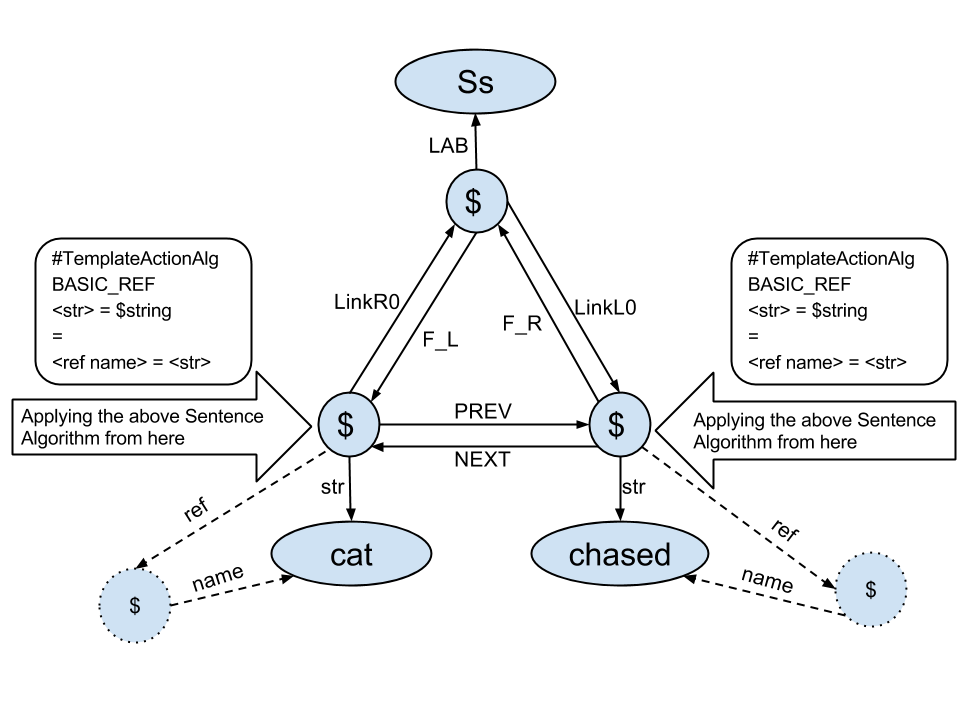 Ss
LAB
$
#TemplateActionAlg
BASIC_REF
<str> = $string
=
<ref name> = <str>
#TemplateActionAlg
BASIC_REF
<str> = $string
=
<ref name> = <str>
LinkR0
F_L
F_R
LinkL0
Applying the above Sentence
Algorithm from here
$
PREV
NEXT
$
Applying the above Sentence
Algorithm from here
str
str
ref
ref
cat
chased
name
name
$
$